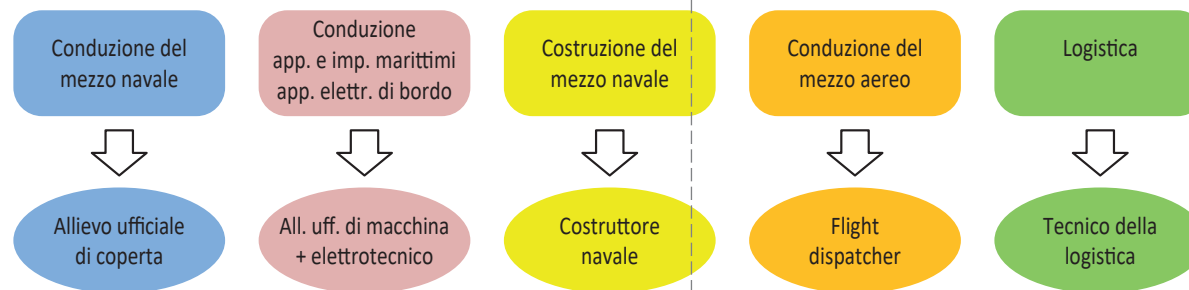 Conduzione del
mezzo navale
Conduzione
app. e imp. marittimi
app. elettr. di bordo
Costruzione del
mezzo navale
Conduzione del
mezzo aereo
Logistica
Allievo ufficiale
di coperta
All. uff. di macchina
+ elettrotecnico
Costruttore
navale
Flight
dispatcher
Tecnico della
logistica